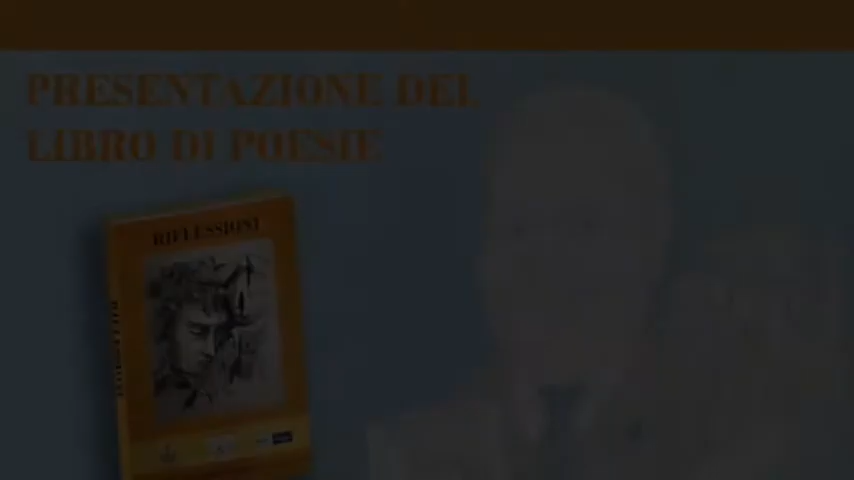 PRESENTAZIONE DEL
LIBRO DI POESIE
RIFLESSIONI